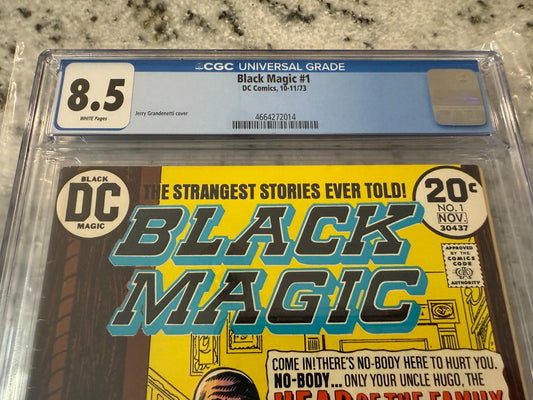 CGC UNIVERSAL GRADE
8.5
WHITE Pages
Black Magic #1
DC Comics, 10-11/73
Jerry Grandenetti cover
4664272014
BLACK
DC
MAGIC
THE STRANGEST STORIES EVER TOLD!
20¢
NO. 1
NOV.
30437
BLACK
MAGIC
APPROVED
BY THE
COMICS
CODE
AUTHORITY
COME IN! THERE'S NO-BODY HERE TO HURT YOU.
NO-BODY... ONLY YOUR UNCLE HUGO, THE
HEAD OF THE FAMILY